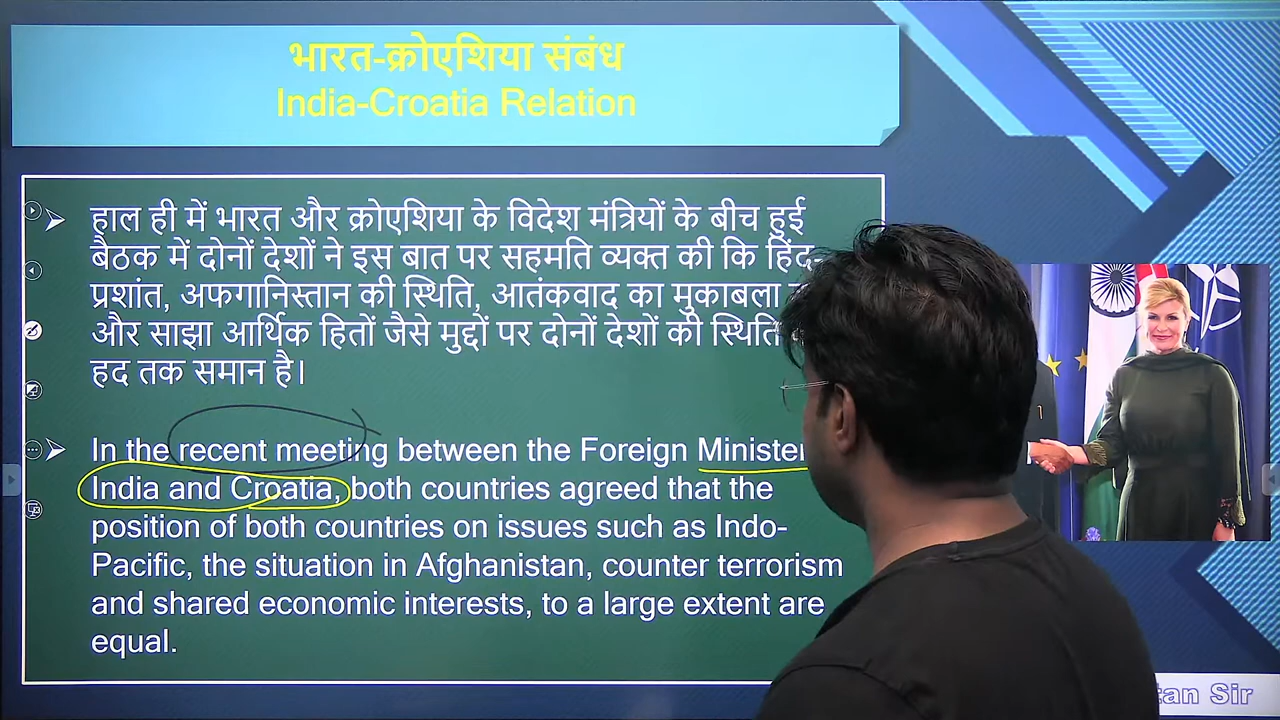 भारत-क्रोएशिया संबंध
India-Croatia Relation
हाल ही में भारत और क्रोएशिया के विदेश मंत्रियों के बीच हुई
बैठक में दोनों देशों ने इस बात पर सहमति व्यक्त की कि हिंद-
प्रशांत, अफगानिस्तान की स्थिति, आतंकवाद का मुकाबला
और साझा आर्थिक हितों जैसे मुद्दों पर दोनों देशों की स्थिति
हद तक समान है।
In the recent meeting between the Foreign
India and Croatia, both countries agreed that the
position of both countries on issues such as Indo-
Pacific, the situation in Afghanistan, counter terrorism
and shared economic interests, to a large extent are
equal.
Sir